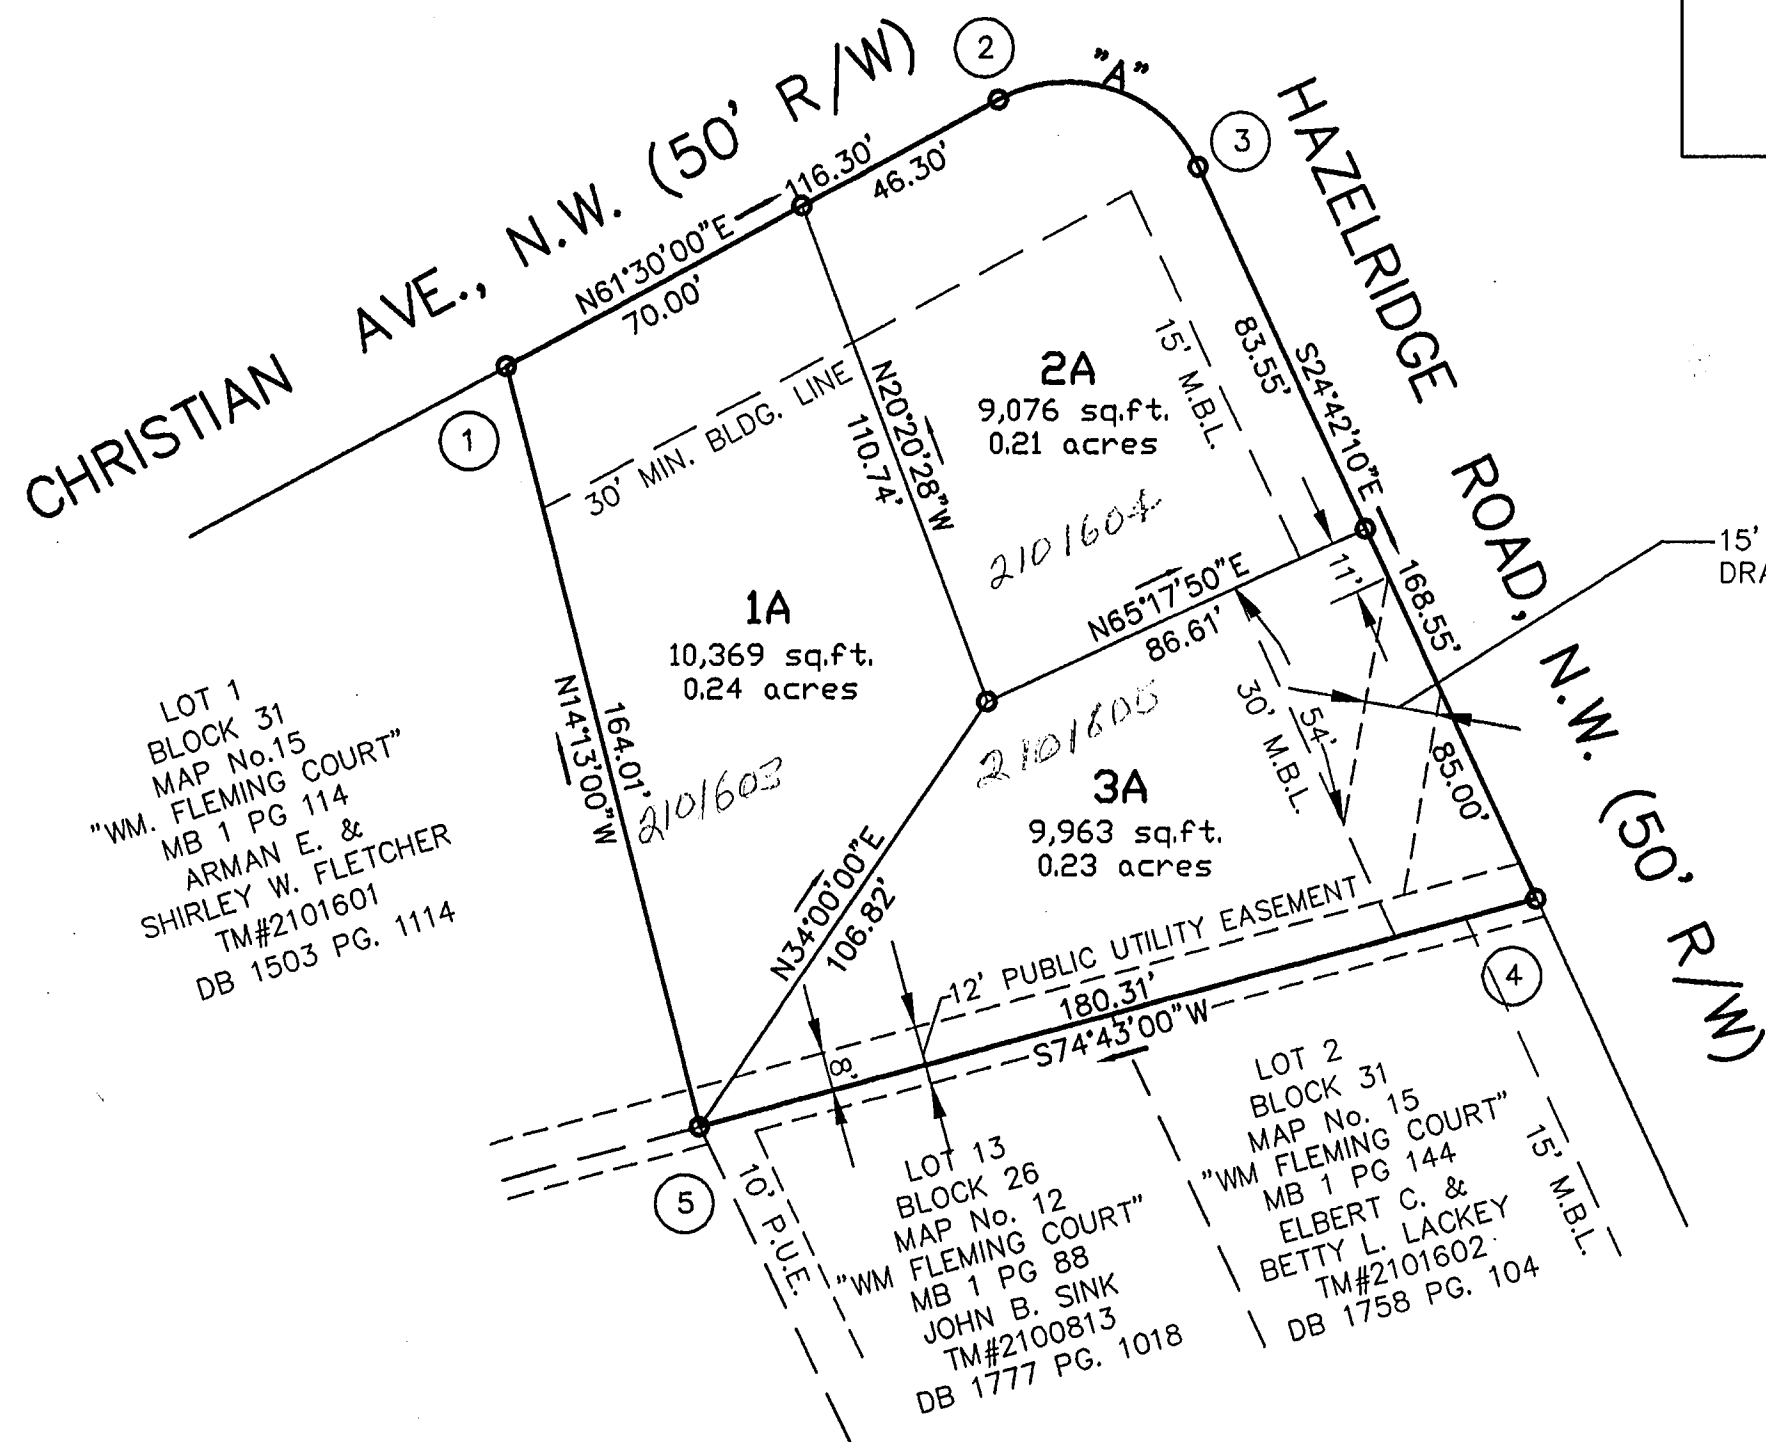 CHRISTIAN AVE., N.W. (50' R/W)
2
"A"
3
HAZELRIDGE ROAD, N.W. (50' R/W)
116.30'
46.30'
N61°30'00"E
70.00'
1
30' MIN. BLDG. LINE
N20°20'28"W
110.74'
2A
9,076 sq.ft.
0.21 acres
15' M.B.L.
83.55'
S24°42'10"E
168.55'
2101604
15'
DRA
11'
N65°17'50"E
86.61'
1A
10,369 sq.ft.
0.24 acres
N14°13'00"W
164.01'
2101603
2101605
30' M.B.L.
54'
85.00'
3A
9,963 sq.ft.
0.23 acres
LOT 1
BLOCK 31
MAP No.15
"WM. FLEMING COURT"
MB 1 PG 114
ARMAN E. &
SHIRLEY W. FLETCHER
TM#2101601
DB 1503 PG. 1114
N34°00'00"E
106.82'
12' PUBLIC UTILITY EASEMENT
180.31'
S74°43'00"W
8'
4
5
10' P.U.E.
LOT 13
BLOCK 26
MAP No. 12
"WM FLEMING COURT"
MB 1 PG 88
JOHN B. SINK
TM#2100813
DB 1777 PG. 1018
LOT 2
BLOCK 31
MAP No. 15
"WM FLEMING COURT"
MB 1 PG 144
ELBERT C. &
BETTY L. LACKEY
TM#2101602
DB 1758 PG. 104
15' M.B.L.